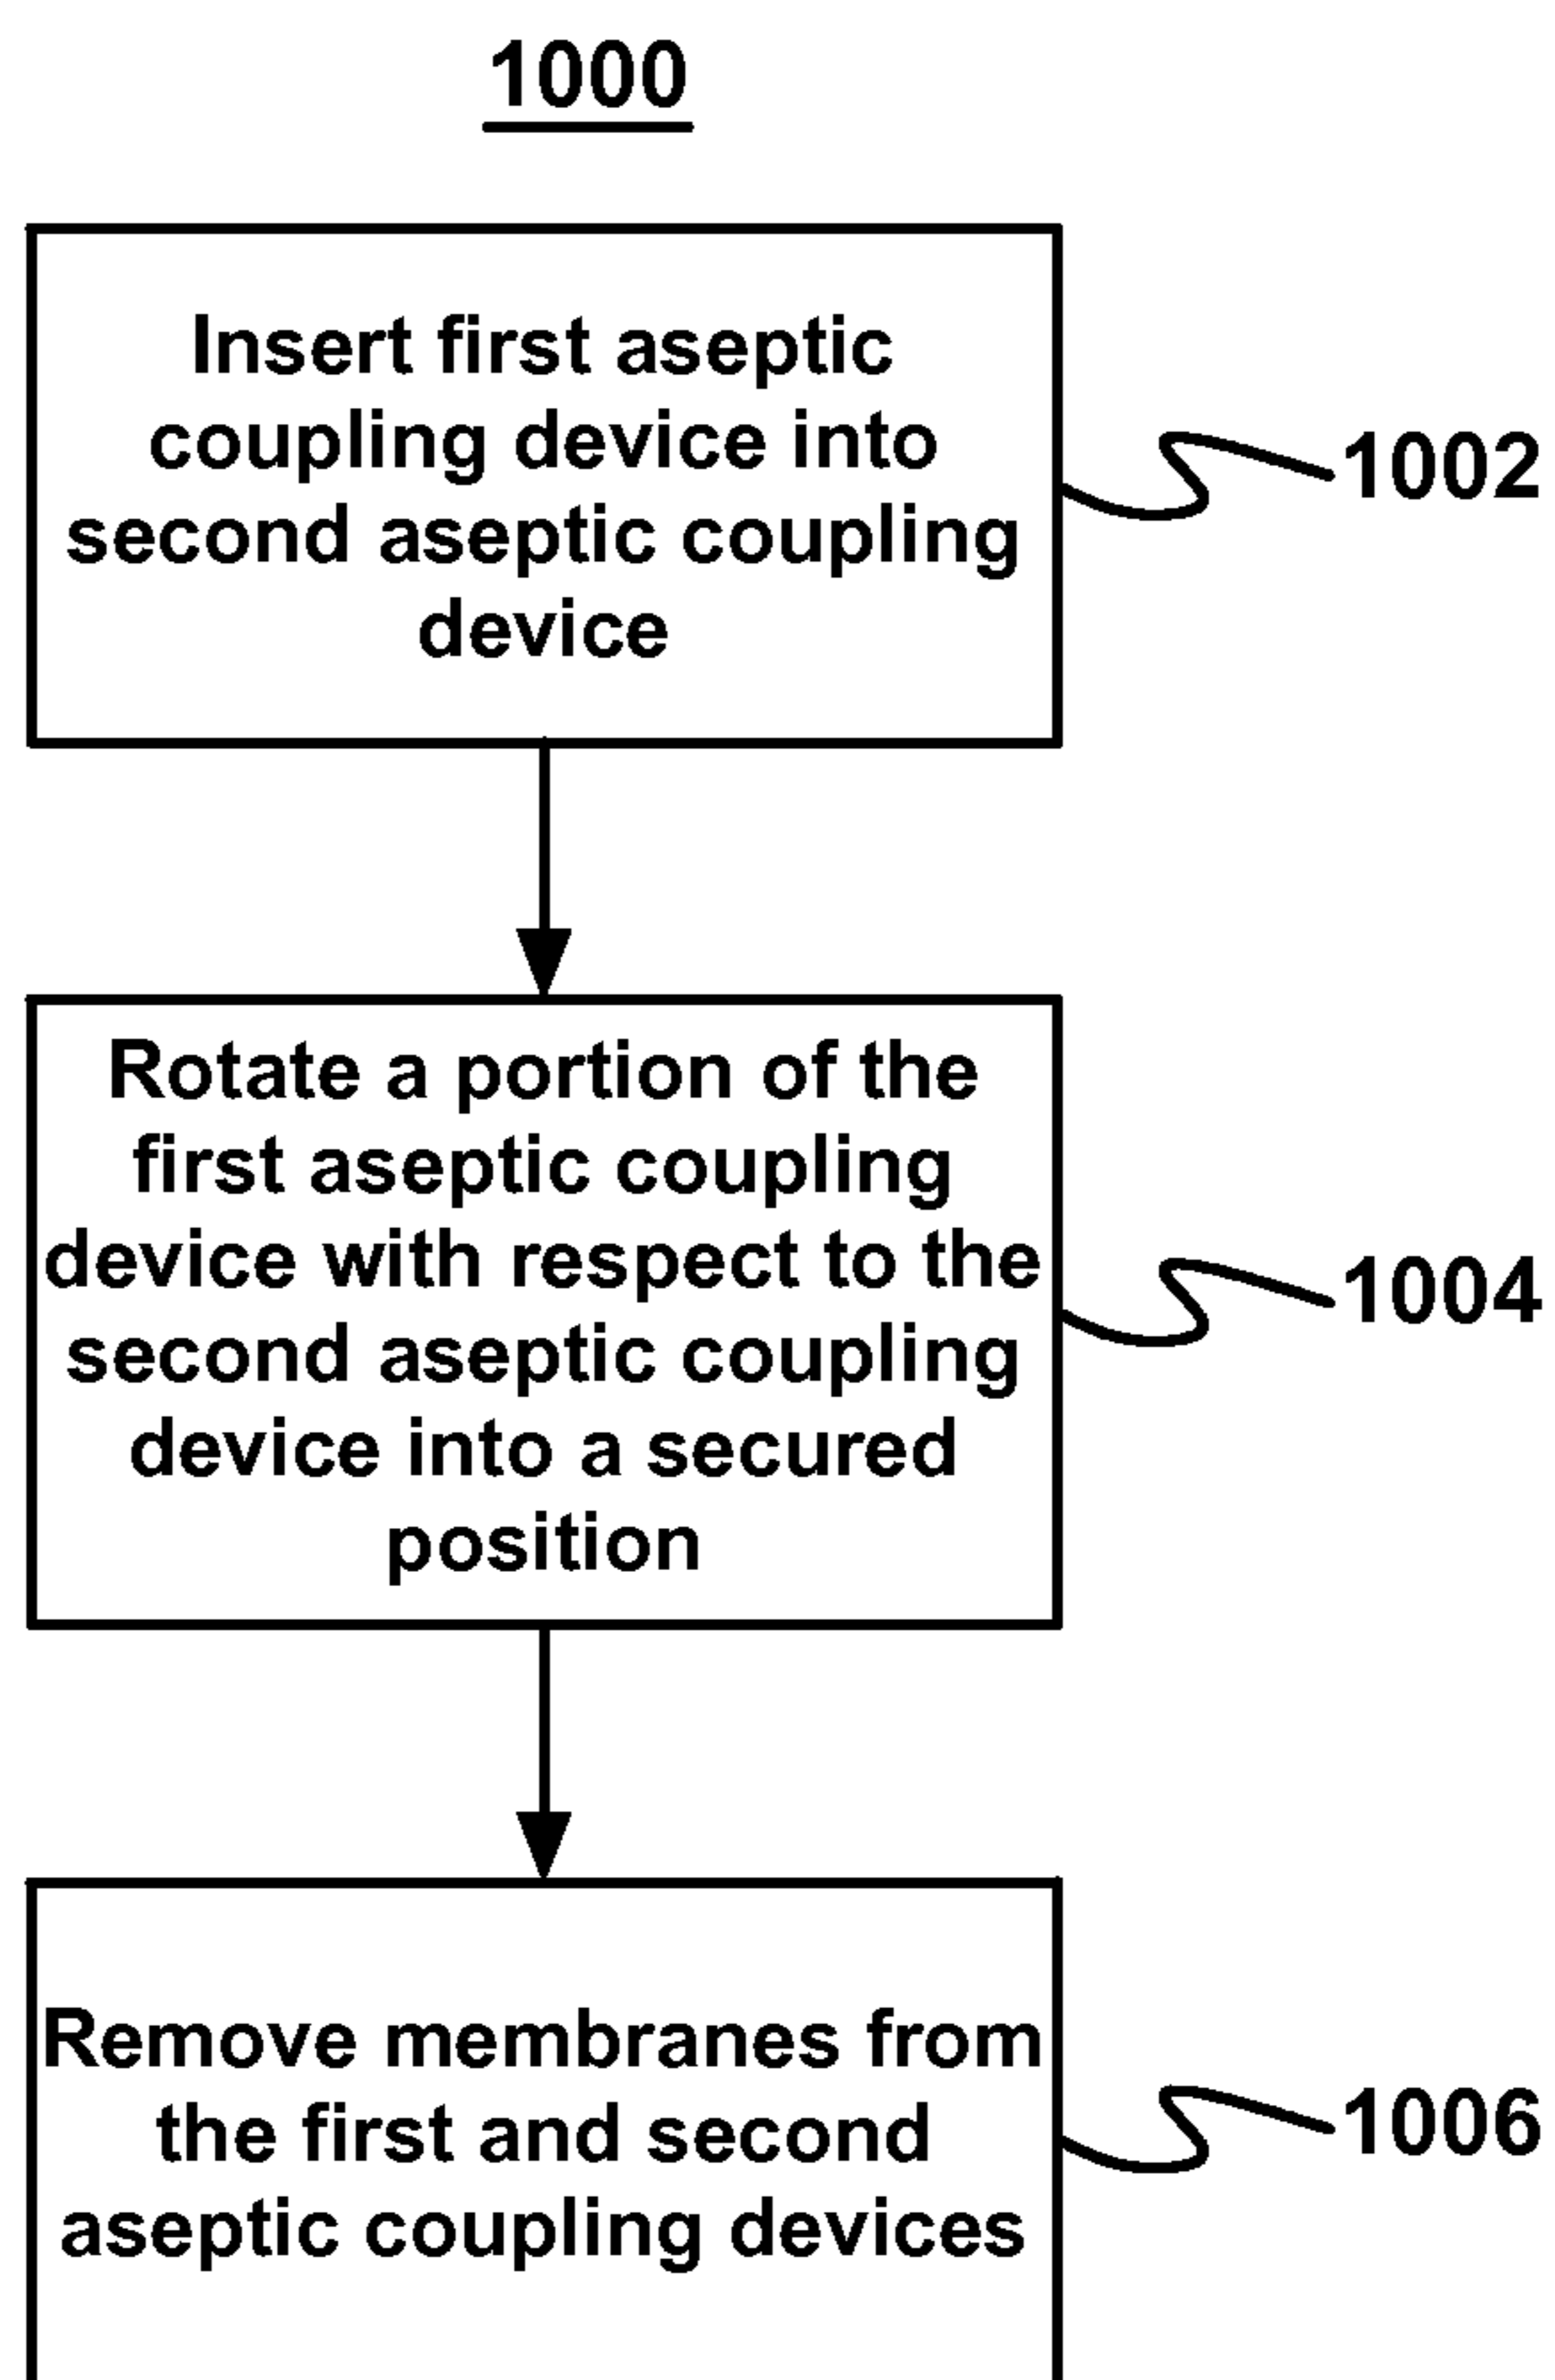 1000
Insert first aseptic
coupling device into
second aseptic coupling
device
1002
Rotate a portion of the
first aseptic coupling
device with respect to the
second aseptic coupling
device into a secured
position
1004
Remove membranes from
the first and second
aseptic coupling devices
1006